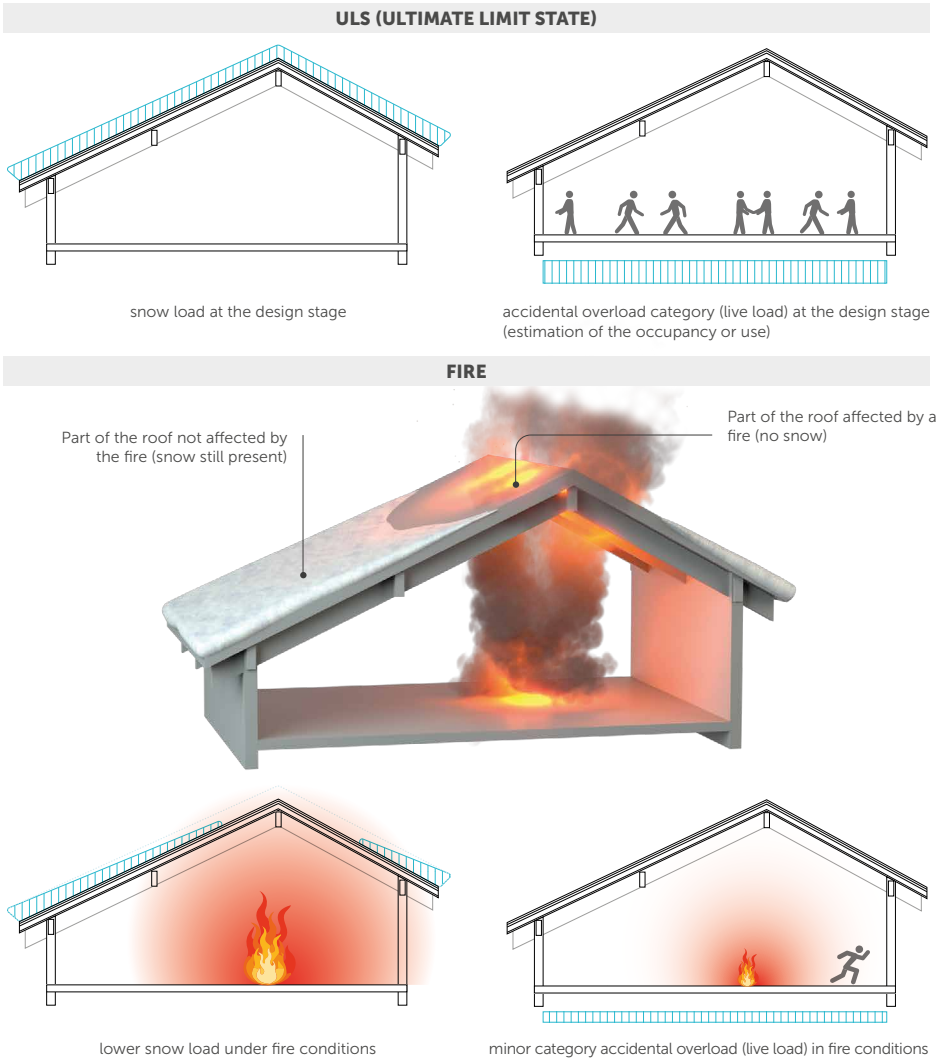 ULS (ULTIMATE LIMIT STATE)
snow load at the design stage
accidental overload category (live load) at the design stage
(estimation of the occupancy or use)
FIRE
Part of the roof not affected by
the fire (snow still present)
Part of the roof affected by a
fire (no snow)
lower snow load under fire conditions
minor category accidental overload (live load) in fire conditions